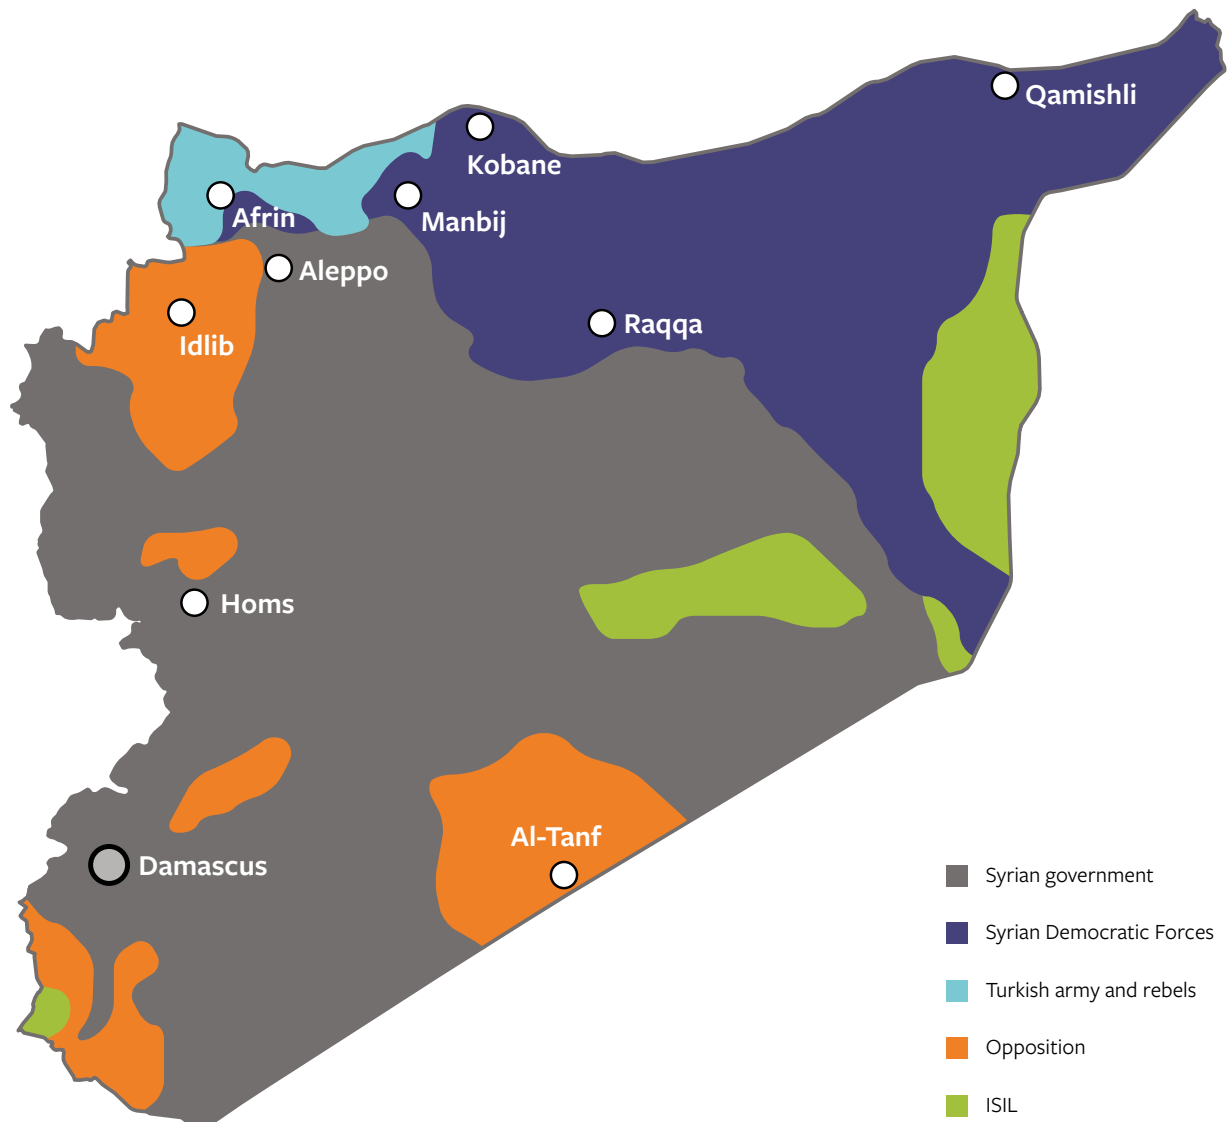 Qamishli
Kobane
Afrin
Manbij
Aleppo
Raqqa
Idlib
Homs
Al-Tanf
Damascus
Syrian government
Syrian Democratic Forces
Turkish army and rebels
Opposition
ISIL